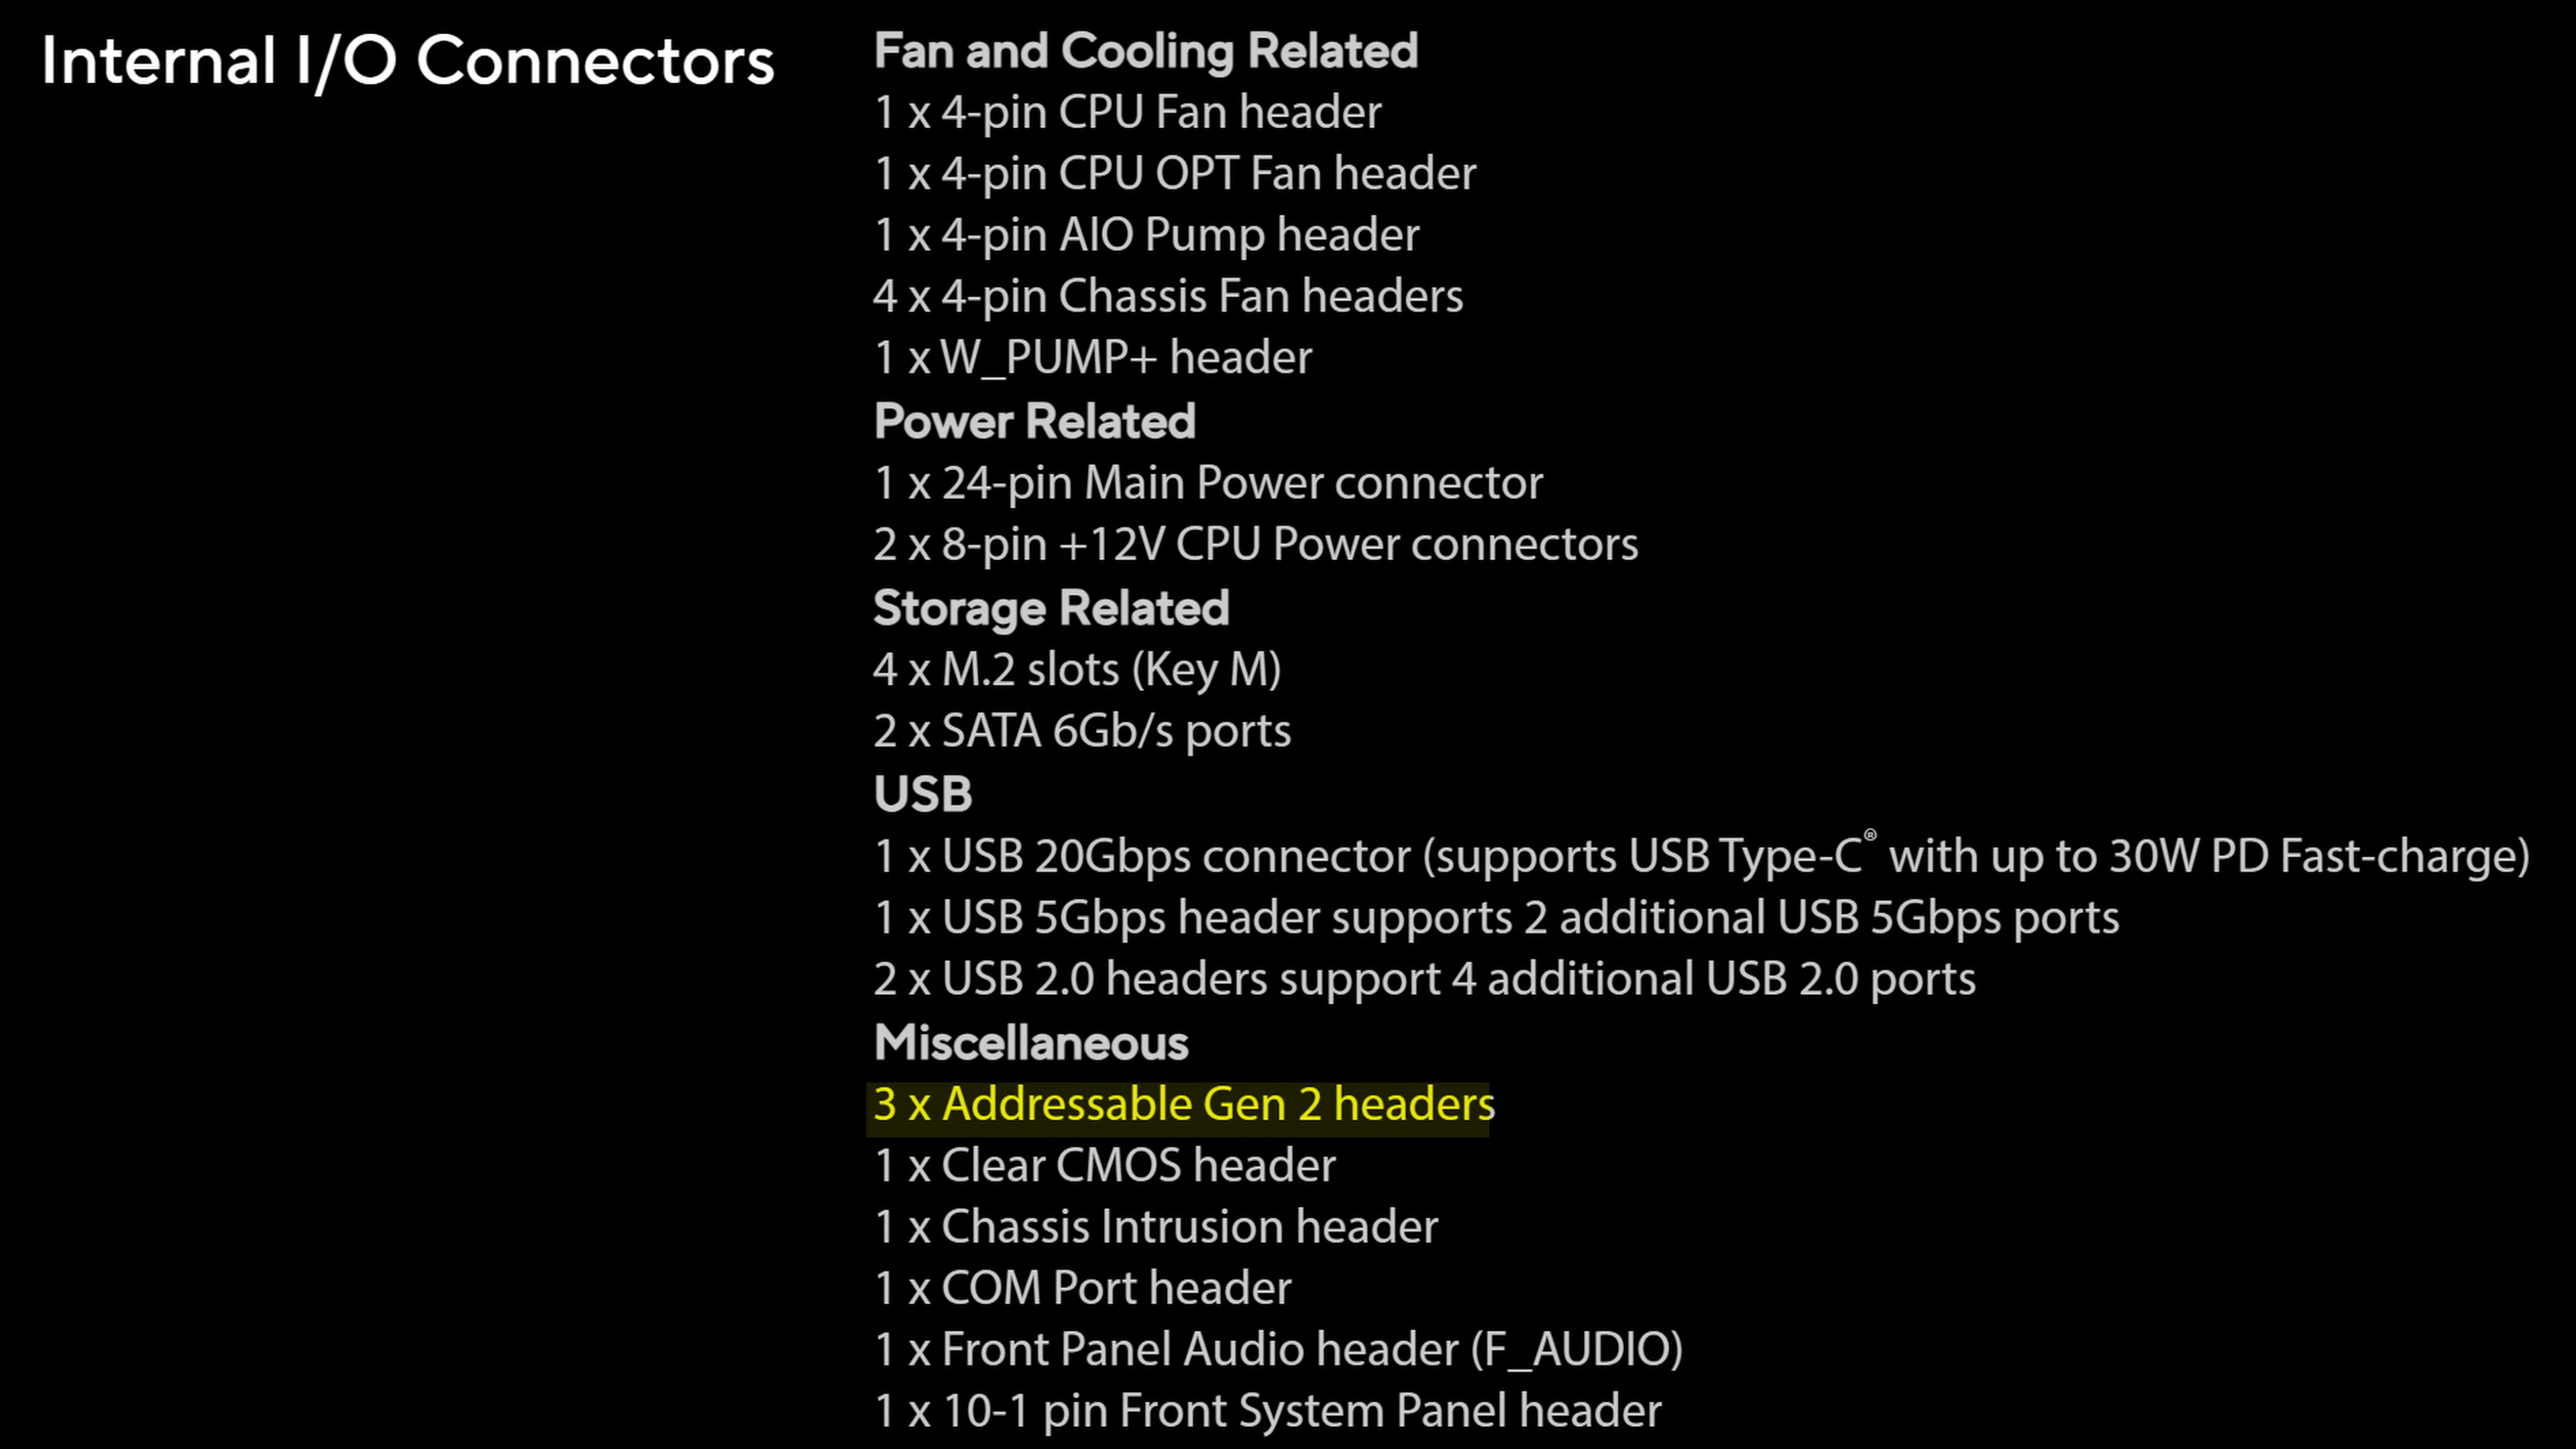 Internal I/O Connectors
Fan and Cooling Related
1 x 4-pin CPU Fan header
1 x 4-pin CPU OPT Fan header
1 x 4-pin AIO Pump header
4 x 4-pin Chassis Fan headers
1 x W_PUMP+ header
Power Related
1 x 24-pin Main Power connector
2 x 8-pin +12V CPU Power connectors
Storage Related
4 x M.2 slots (Key M)
2 x SATA 6Gb/s ports
USB
1 x USB 20Gbps connector (supports USB Type-C® with up to 30W PD Fast-charge)
1 x USB 5Gbps header supports 2 additional USB 5Gbps ports
2 x USB 2.0 headers support 4 additional USB 2.0 ports
Miscellaneous
3 x Addressable Gen 2 headers
1 x Clear CMOS header
1 x Chassis Intrusion header
1 x COM Port header
1 x Front Panel Audio header (F_AUDIO)
1 x 10-1 pin Front System Panel header